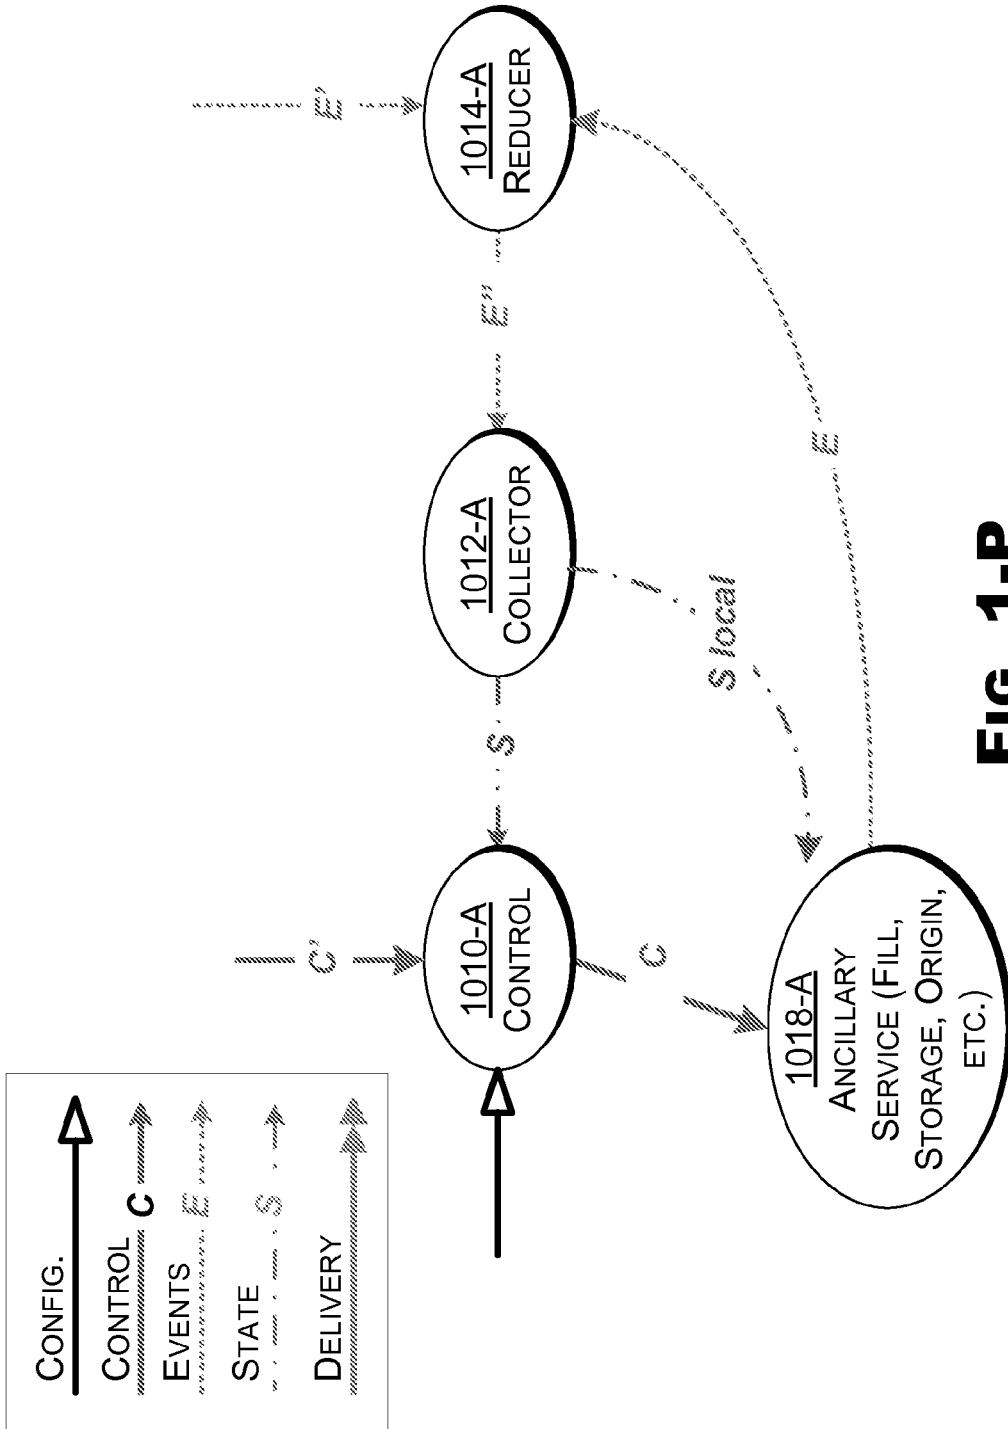 CONFIG.
CONTROL C
EVENTS E
STATE S
DELIVERY
C'
E'
1010-A
CONTROL
S
1012-A
COLLECTOR
E''
1014-A
REDUCER
C
S local
E
1018-A
ANCILLARY
SERVICE (FILL,
STORAGE, ORIGIN,
ETC.)
FIG. 1-P